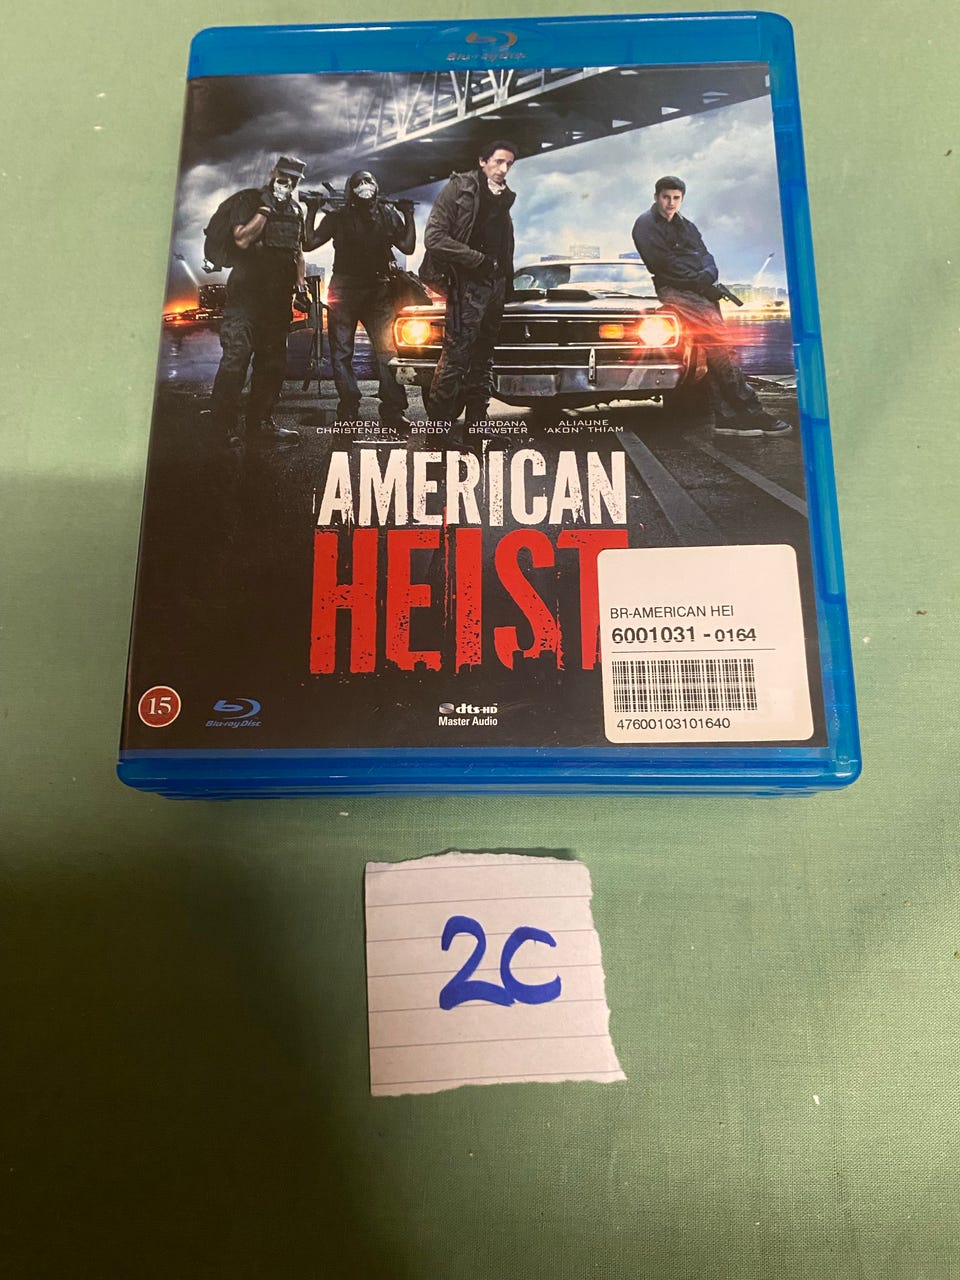 Blu-ray Disc
HAYDEN CHRISTENSEN
ADRIEN BRODY
JORDANA BREWSTER
ALIAUNE 'AKON' THIAM
AMERICAN
HEIST
BR-AMERICAN HEI
6001031 - 0164
47600103101640
15
Blu-ray Disc
dts-HD
Master Audio
2C